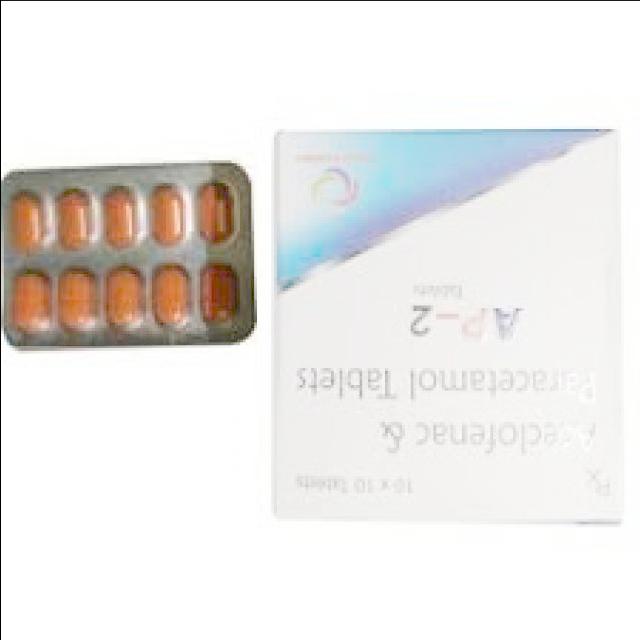 Rx
10 x 10 Tablets
Aceclofenac &
Paracetamol Tablets
AP-2
Tablets